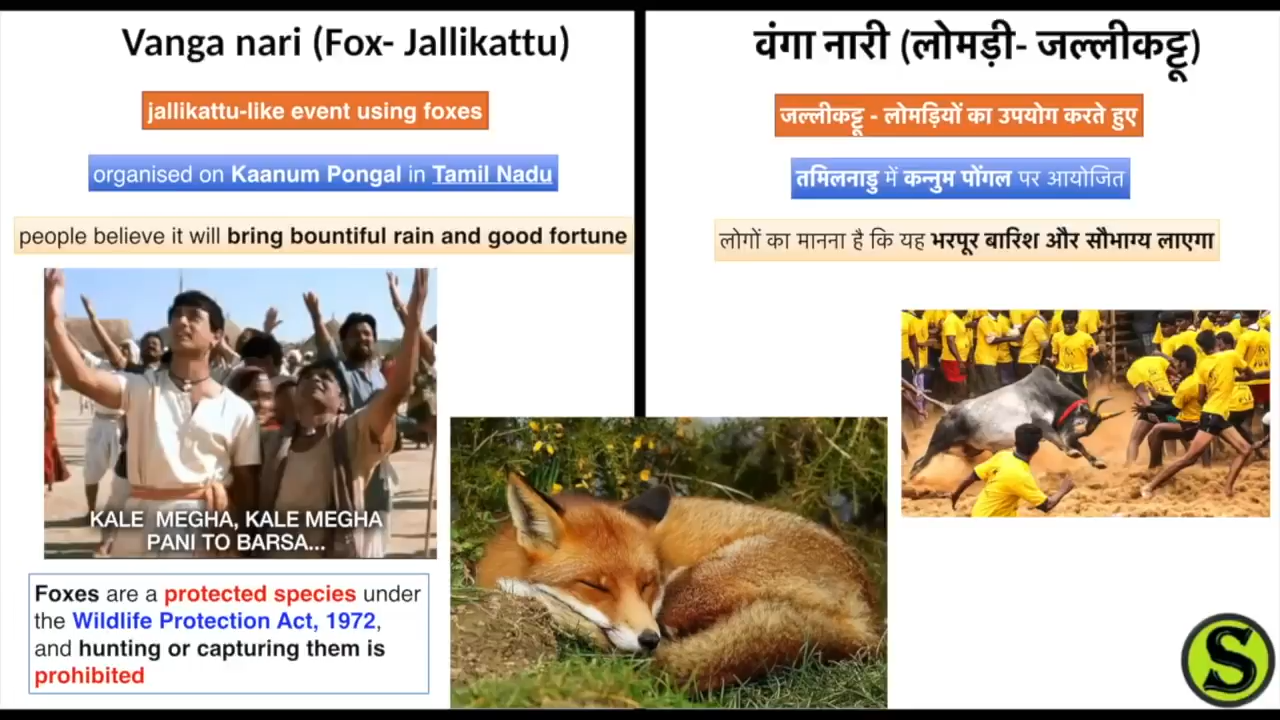 Vanga nari (Fox- Jallikattu)
jallikattu-like event using foxes
organised on Kaanum Pongal in Tamil Nadu
people believe it will bring bountiful rain and good fortune
KALE MEGHA, KALE MEGHA
PANI TO BARSA...
Foxes are a protected species under
the Wildlife Protection Act, 1972,
and hunting or capturing them is
prohibited
वंगा नारी (लोमड़ी- जल्लीकट्टू)
जल्लीकट्टू - लोमड़ियों का उपयोग करते हुए
तमिलनाडु में कन्नुम पोंगल पर आयोजित
लोगों का मानना है कि यह भरपूर बारिश और सौभाग्य लाएगा
S